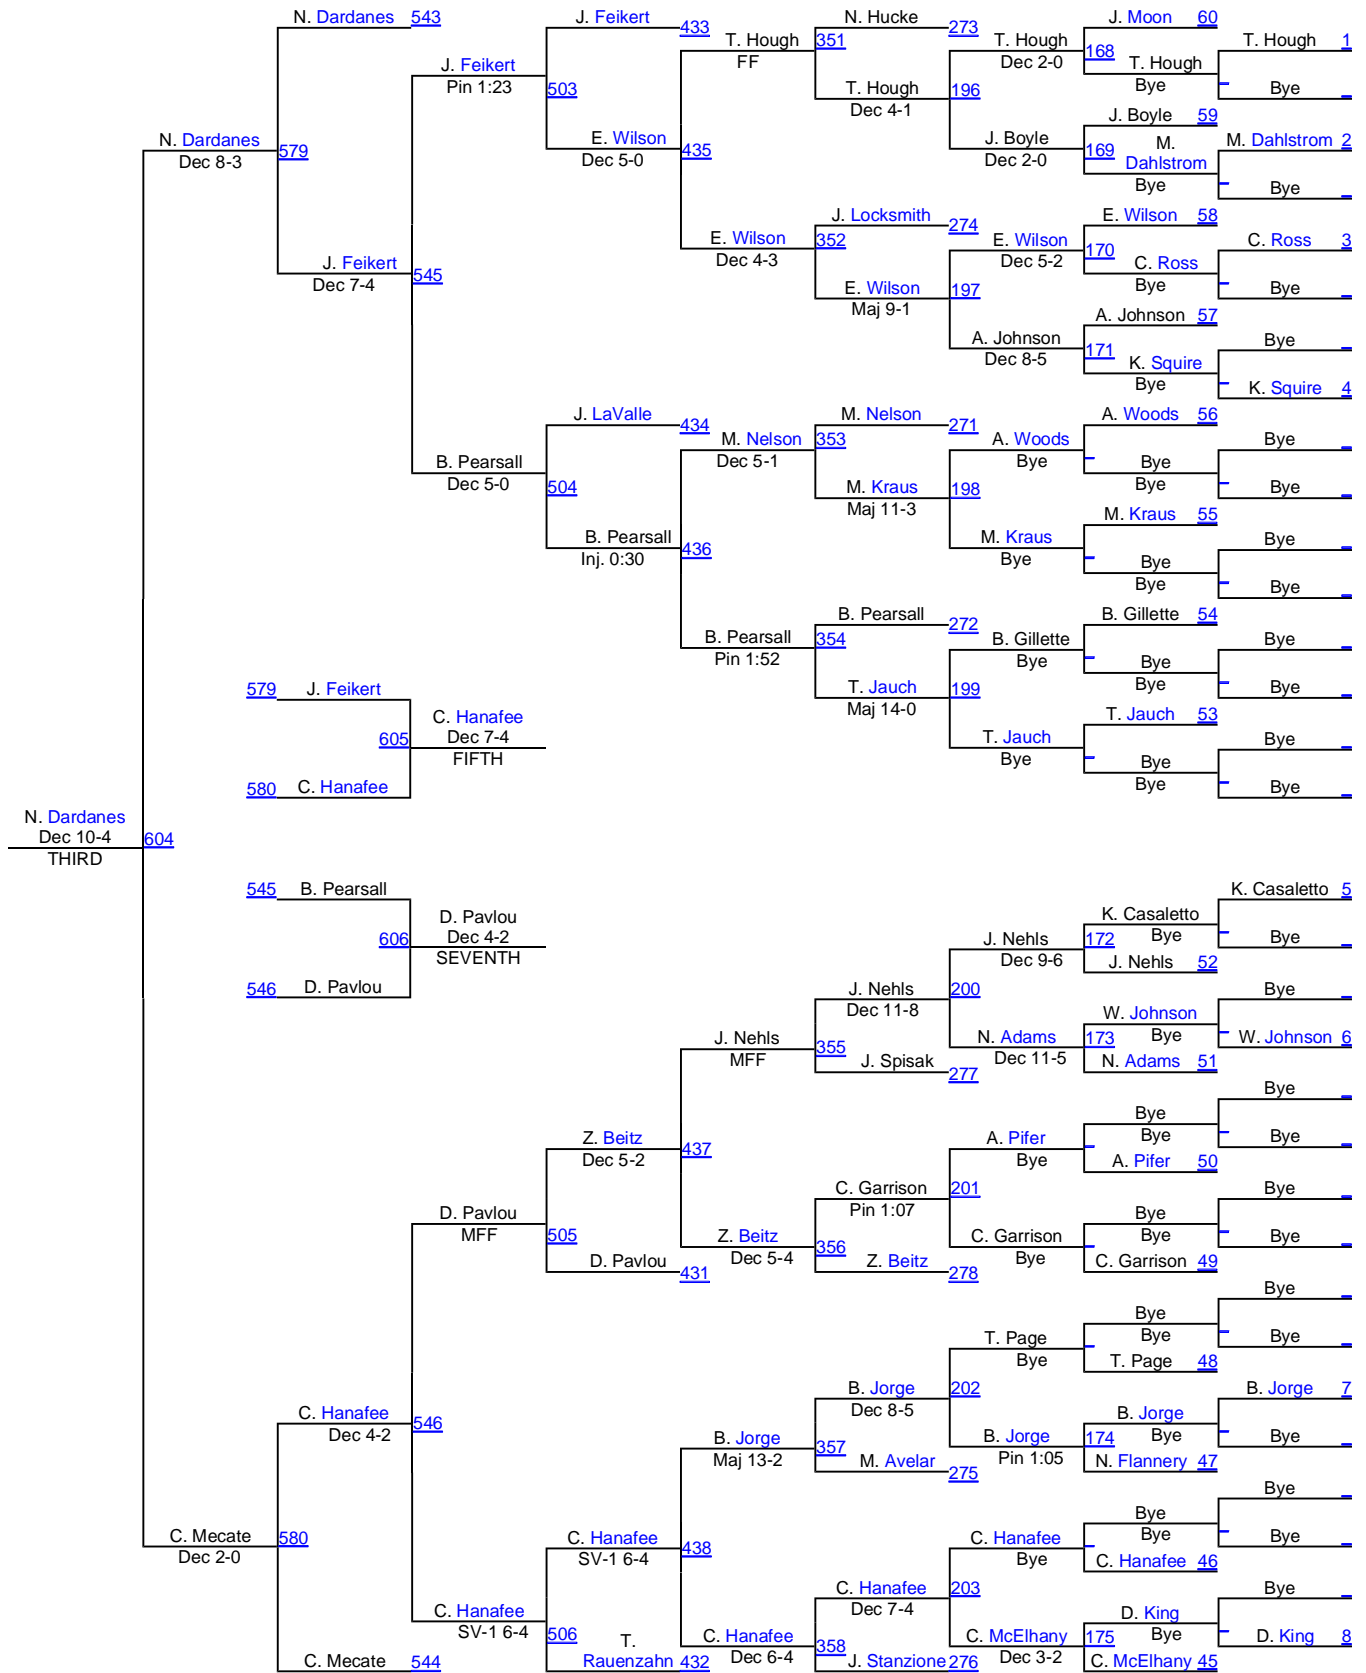 N. Dardanes 543
J. Feikert 433
N. Hucke 273
J. Moon 60
T. Hough 351
FF
T. Hough
Dec 2-0
168
T. Hough
Bye
T. Hough 1
Bye
J. Feikert
Pin 1:23
503
T. Hough
Dec 4-1
196
J. Boyle 59
E. Wilson
Dec 5-0
435
J. Boyle
Dec 2-0
169
M.
Dahlstrom
Bye
M. Dahlstrom 2
Bye
N. Dardanes
Dec 8-3
579
J. Locksmith 274
E. Wilson 58
E. Wilson
Dec 4-3
352
E. Wilson
Dec 5-2
170
C. Ross
Bye
C. Ross 3
Bye
J. Feikert
Dec 7-4
545
E. Wilson
Maj 9-1
197
A. Johnson 57
A. Johnson
Dec 8-5
171
K. Squire
Bye
Bye
K. Squire 4
J. LaValle 434
M. Nelson 271
A. Woods 56
M. Nelson
Dec 5-1
353
A. Woods
Bye
Bye
Bye
Bye
Bye
B. Pearsall
Dec 5-0
504
M. Kraus
Maj 11-3
198
M. Kraus 55
B. Pearsall
Inj. 0:30
436
M. Kraus
Bye
Bye
Bye
Bye
Bye
B. Pearsall 272
B. Gillette 54
B. Pearsall
Pin 1:52
354
B. Gillette
Bye
Bye
Bye
Bye
Bye
T. Jauch
Maj 14-0
199
T. Jauch 53
T. Jauch
Bye
Bye
Bye
Bye
Bye
579 J. Feikert
605
C. Hanafee
Dec 7-4
FIFTH
580 C. Hanafee
N. Dardanes
Dec 10-4
THIRD
604
545 B. Pearsall
606
D. Pavlou
Dec 4-2
SEVENTH
546 D. Pavlou
K. Casaletto 5
K. Casaletto
Bye
Bye
J. Nehls
Dec 9-6
172
J. Nehls 52
J. Nehls
Dec 11-8
200
Bye
W. Johnson
Bye
W. Johnson 6
J. Nehls
MFF
355
N. Adams
Dec 11-5
173
N. Adams 51
J. Spisak 277
Bye
Bye
Bye
Bye
Z. Beitz
Dec 5-2
437
A. Pifer
Bye
A. Pifer 50
C. Garrison
Pin 1:07
201
Bye
Bye
Bye
Bye
D. Pavlou
MFF
505
Z. Beitz
Dec 5-4
356
C. Garrison
Bye
C. Garrison 49
D. Pavlou 431
Z. Beitz 278
Bye
Bye
Bye
Bye
T. Page
Bye
T. Page 48
B. Jorge
Dec 8-5
202
B. Jorge 7
B. Jorge
Bye
Bye
C. Hanafee
Dec 4-2
546
B. Jorge
Maj 13-2
357
B. Jorge
Pin 1:05
174
N. Flannery 47
M. Avelar 275
Bye
Bye
Bye
Bye
C. Mecate
Dec 2-0
580
C. Hanafee
SV-1 6-4
438
C. Hanafee
Bye
C. Hanafee 46
C. Hanafee
Dec 7-4
203
Bye
C. Hanafee
SV-1 6-4
506
D. King
Bye
D. King 8
C. Hanafee
Dec 6-4
358
C. McElhany
Dec 3-2
175
C. McElhany 45
T.
Rauenzahn 432
J. Stanzione 276
C. Mecate 544